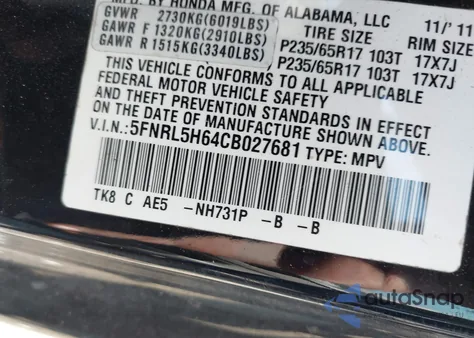 BY HONDA MFG. OF ALABAMA, LLC 11/' 11
GVWR 2730KG(6019LBS) TIRE SIZE RIM SIZE
GAWR F 1320KG(2910LBS) P235/65R17 103T 17X7J
GAWR R 1515KG(3340LBS) P235/65R17 103T 17X7J
THIS VEHICLE CONFORMS TO ALL APPLICABLE
FEDERAL MOTOR VEHICLE SAFETY
AND THEFT PREVENTION STANDARDS IN EFFECT
ON THE DATE OF MANUFACTURE SHOWN ABOVE.
V.I.N.: 5FNRL5H64CB027681 TYPE: MPV
TK8 C AE5 -NH731P -B -B
autoSnap